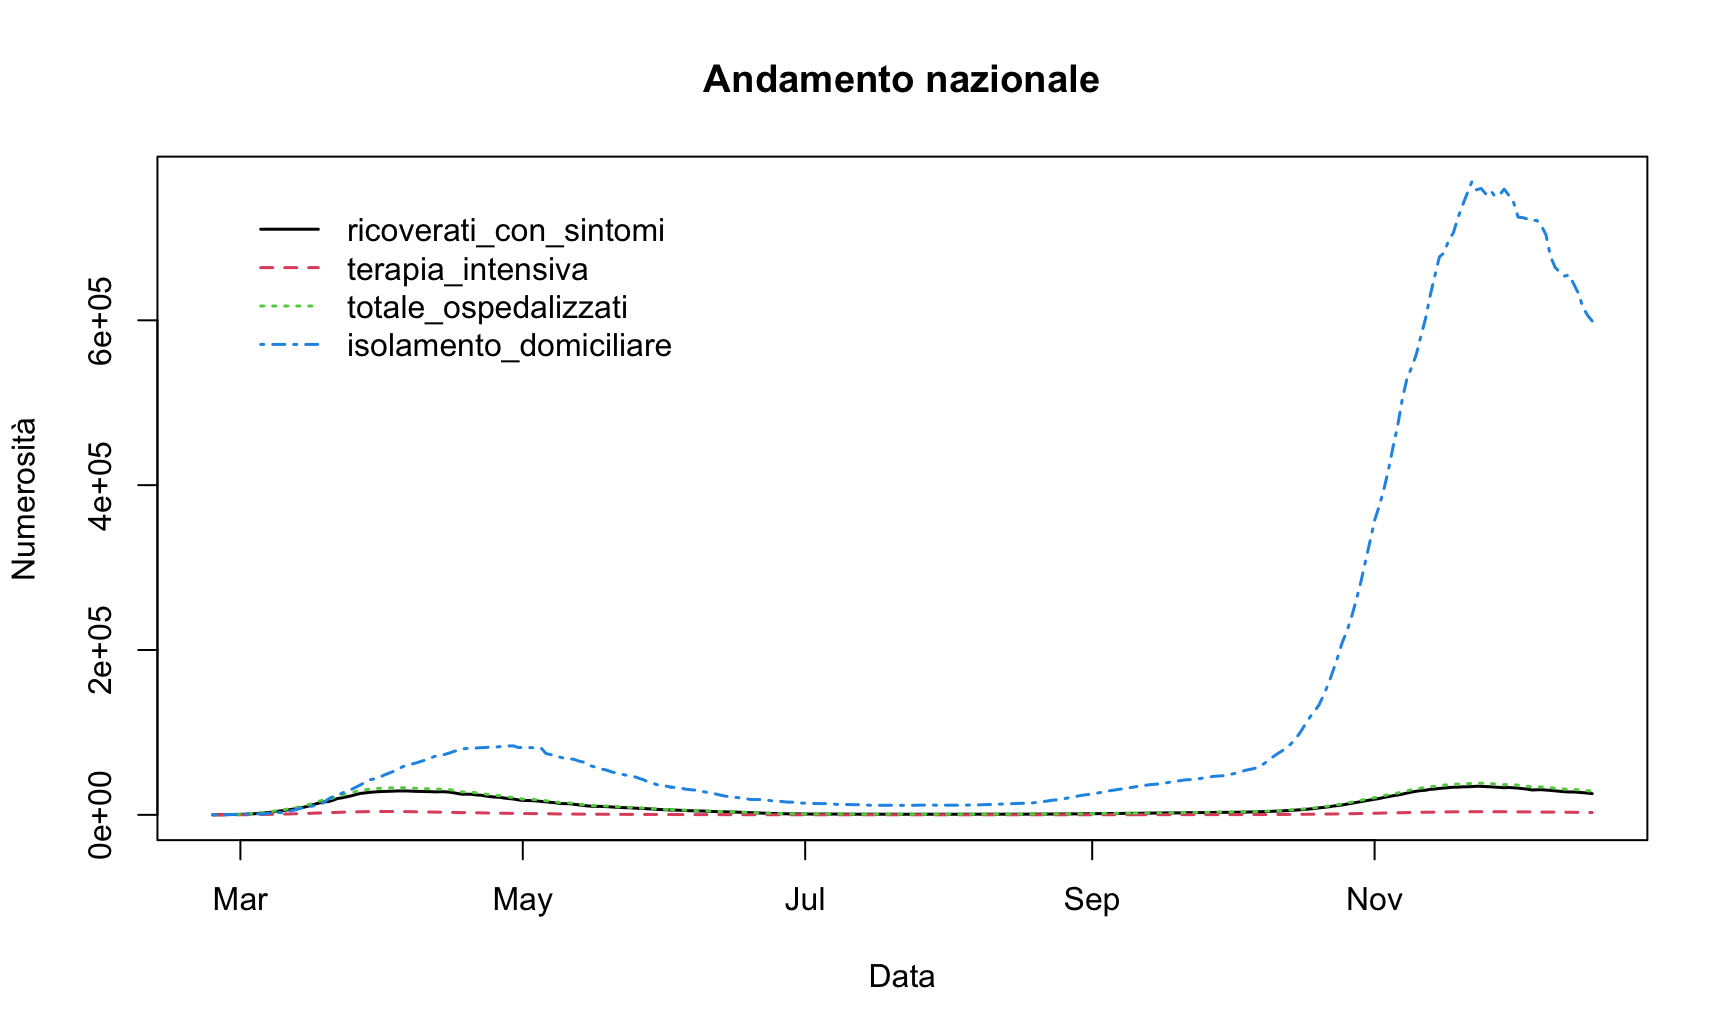 Andamento nazionale
ricoverati_con_sintomi
terapia_intensiva
totale_ospedalizzati
isolamento_domiciliare
Numerosità
6e+05
4e+05
2e+05
0e+00
Mar May Jul Sep Nov
Data